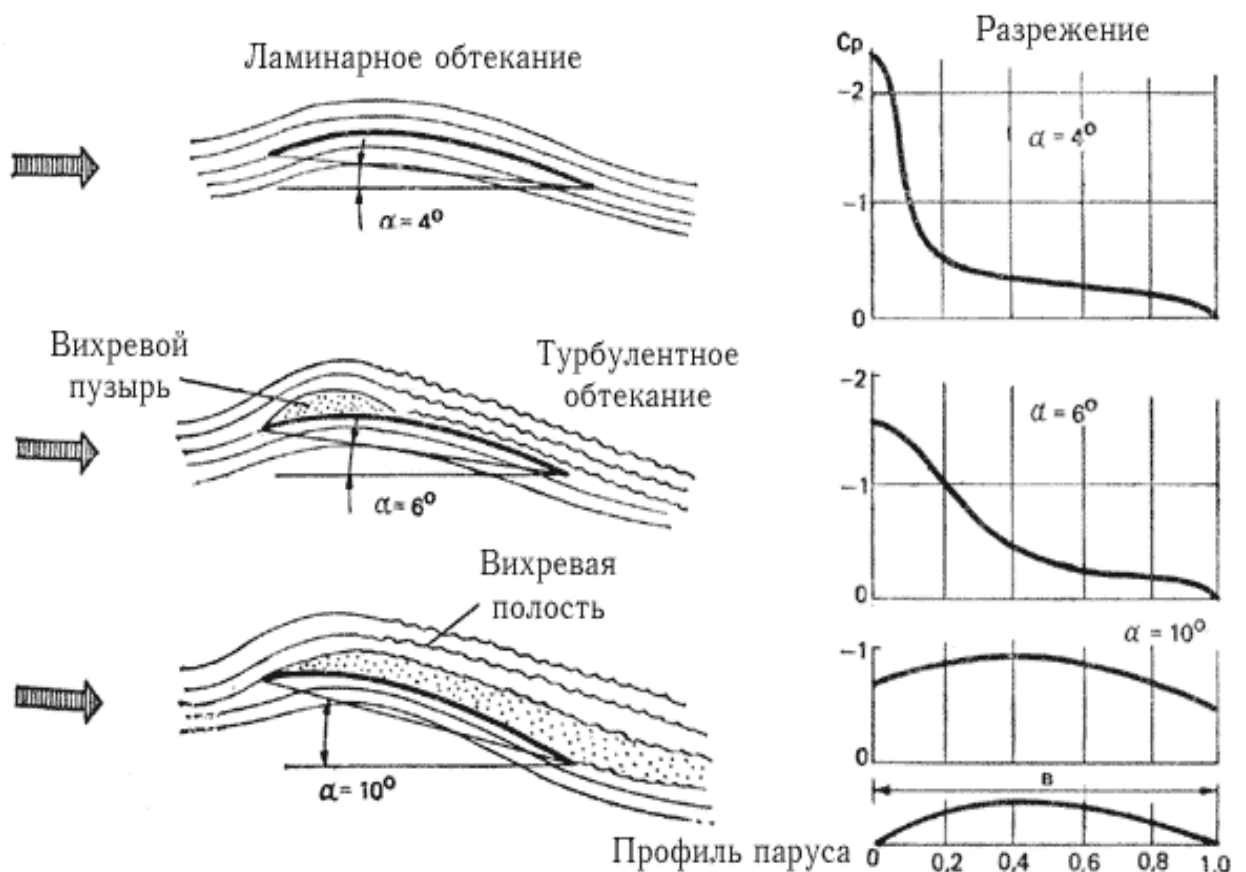 Ламинарное обтекание
α = 4°
Вихревой
пузырь
Турбулентное
обтекание
α = 6°
Вихревая
полость
α = 10°
Разрежение
Cp
-2
α = 4°
-1
0
-2
α = 6°
-1
0
α = 10°
-1
0
B
Профиль паруса
0 0,2 0,4 0,6 0,8 1,0